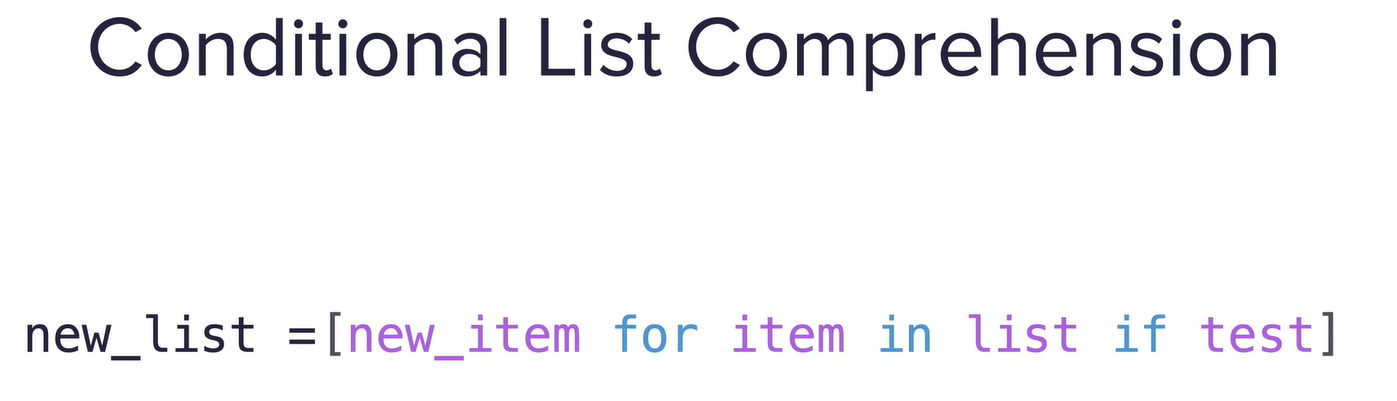 Conditional List Comprehension
new_list =[new_item for item in list if test]